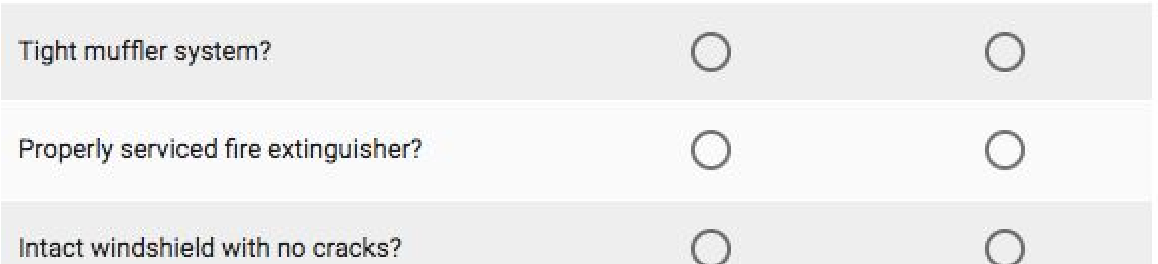 Tight muffler system?
Properly serviced fire extinguisher?
Intact windshield with no cracks?